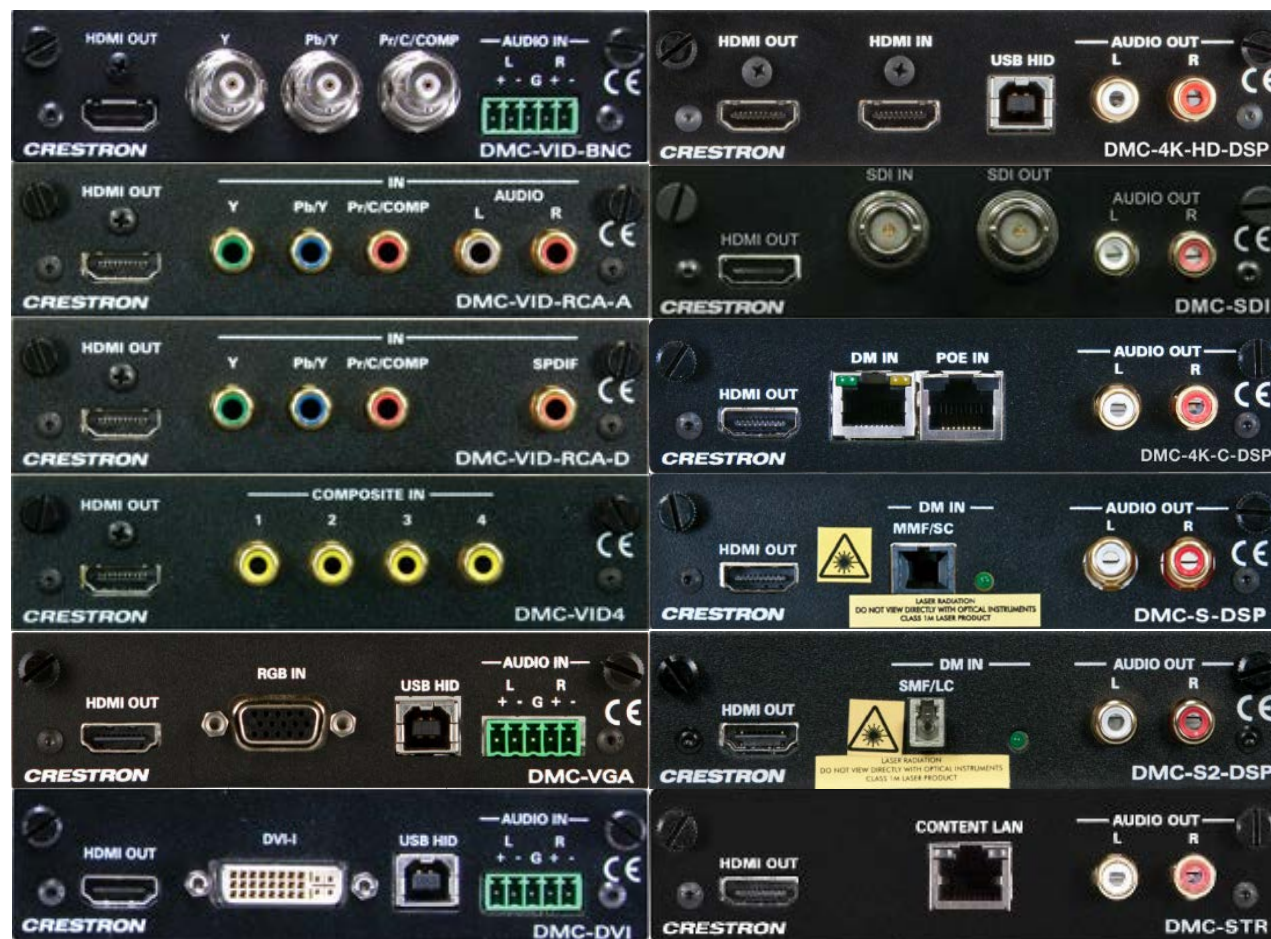 HDMI OUT Y Pb/Y Pr/C/COMP AUDIO IN
L R
+ - G + -
CE
CRESTRON DMC-VID-BNC
IN
HDMI OUT Y Pb/Y Pr/C/COMP AUDIO
L R
CE
CRESTRON DMC-VID-RCA-A
IN
HDMI OUT Y Pb/Y Pr/C/COMP SPDIF
CE
CRESTRON DMC-VID-RCA-D
COMPOSITE IN
HDMI OUT 1 2 3 4
CE
CRESTRON DMC-VID4
RGB IN AUDIO IN
HDMI OUT USB HID L R
+ - G + -
CE
CRESTRON DMC-VGA
AUDIO IN
HDMI OUT DVI-I USB HID L R
+ - G + -
CE
CRESTRON DMC-DVI
HDMI OUT HDMI IN USB HID AUDIO OUT
L R
CE
CRESTRON DMC-4K-HD-DSP
SDI IN SDI OUT
HDMI OUT AUDIO OUT
L R
CE
CRESTRON DMC-SDI
DM IN POE IN AUDIO OUT
HDMI OUT L R
CE
CRESTRON DMC-4K-C-DSP
DM IN AUDIO OUT
MMF/SC L R
HDMI OUT
CE
LASER RADIATION
DO NOT VIEW DIRECTLY WITH OPTICAL INSTRUMENTS
CLASS 1M LASER PRODUCT
CRESTRON DMC-S-DSP
DM IN AUDIO OUT
SMF/LC L R
HDMI OUT
CE
LASER RADIATION
DO NOT VIEW DIRECTLY WITH OPTICAL INSTRUMENTS
CLASS 1M LASER PRODUCT
CRESTRON DMC-S2-DSP
CONTENT LAN AUDIO OUT
HDMI OUT L R
CRESTRON DMC-STR